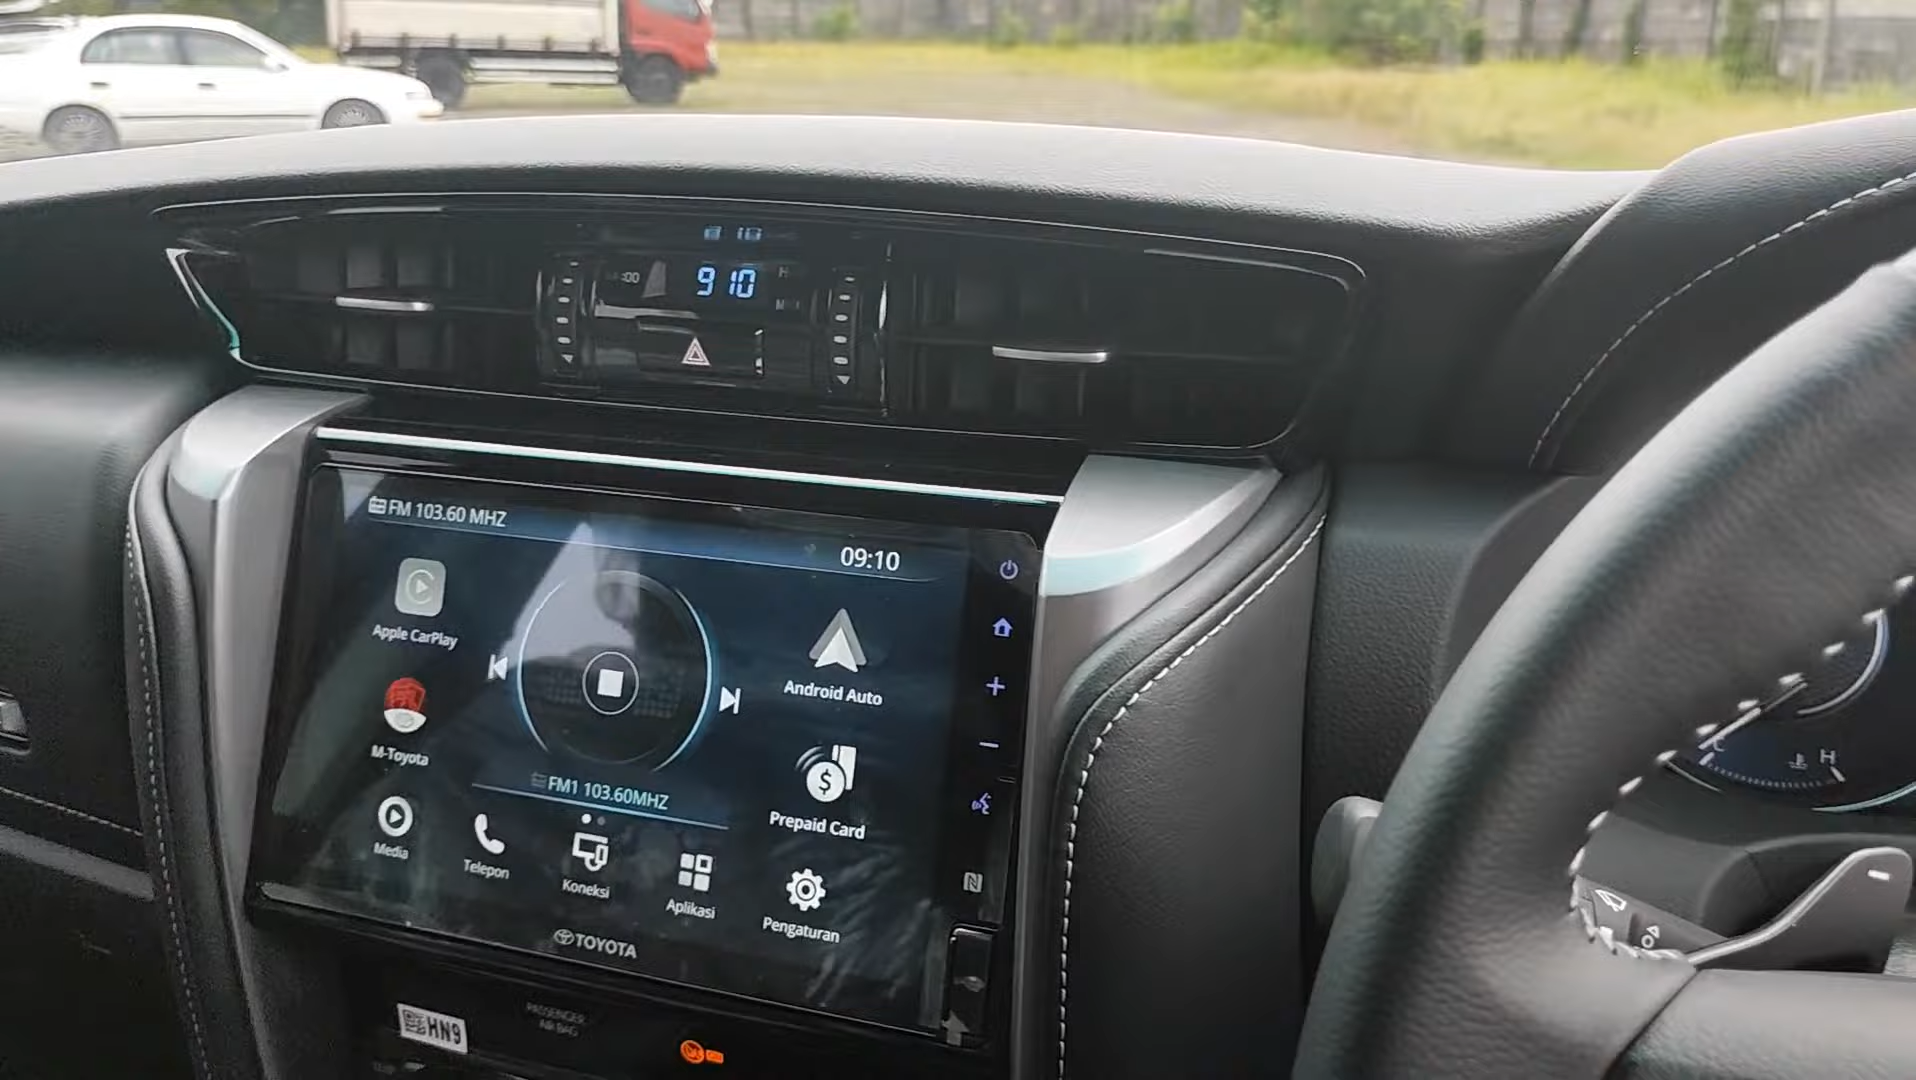 :00
910
H
M
FM 103.60 MHZ
09:10
Apple CarPlay
Android Auto
M-Toyota
FM1 103.60MHZ
Prepaid Card
Media
Telepon
Koneksi
Aplikasi
Pengaturan
TOYOTA
HN9
PASSENGER
AIR BAG
C
H